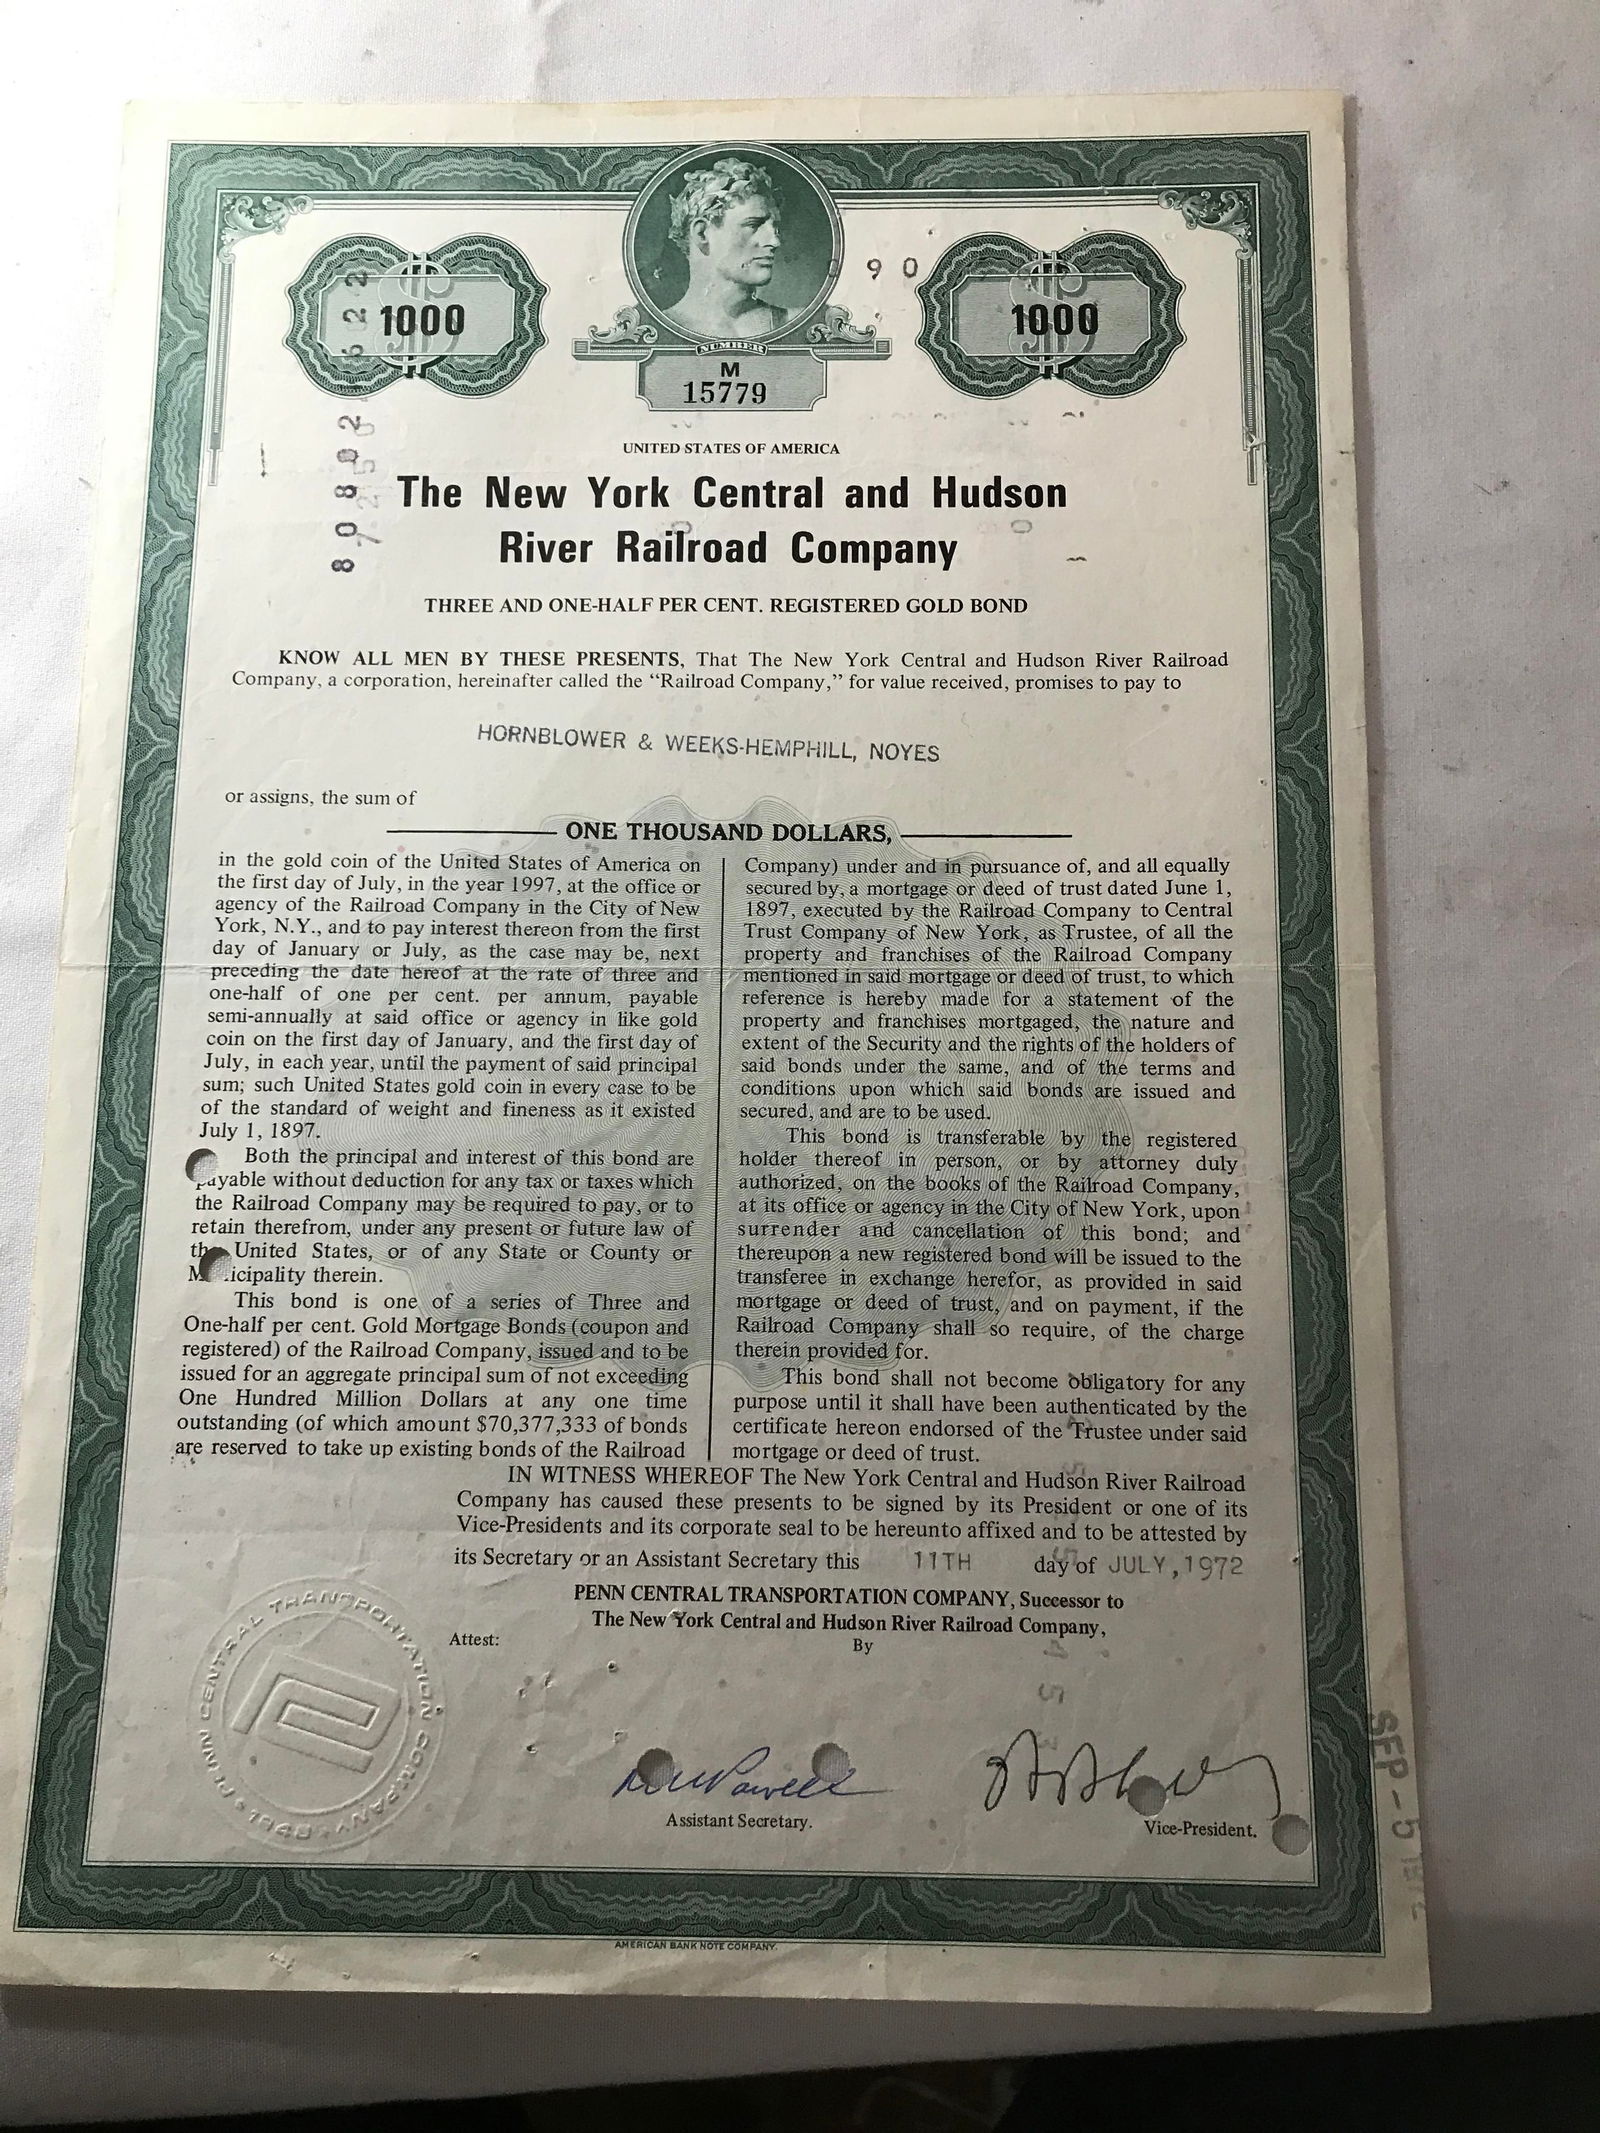 90
80802 622
7250
$ 1000
$ 1000
NUMBER
M
15779
UNITED STATES OF AMERICA
The New York Central and Hudson
River Railroad Company
THREE AND ONE-HALF PER CENT. REGISTERED GOLD BOND
KNOW ALL MEN BY THESE PRESENTS, That The New York Central and Hudson River Railroad
Company, a corporation, hereinafter called the “Railroad Company,” for value received, promises to pay to
HORNBLOWER & WEEKS-HEMPHILL, NOYES
or assigns, the sum of
ONE THOUSAND DOLLARS,
in the gold coin of the United States of America on
the first day of July, in the year 1997, at the office or
agency of the Railroad Company in the City of New
York, N.Y., and to pay interest thereon from the first
day of January or July, as the case may be, next
preceding the date hereof at the rate of three and
one-half of one per cent. per annum, payable
semi-annually at said office or agency in like gold
coin on the first day of January, and the first day of
July, in each year, until the payment of said principal
sum; such United States gold coin in every case to be
of the standard of weight and fineness as it existed
July 1, 1897.
Both the principal and interest of this bond are
payable without deduction for any tax or taxes which
the Railroad Company may be required to pay, or to
retain therefrom, under any present or future law of
the United States, or of any State or County or
Municipality therein.
This bond is one of a series of Three and
One-half per cent. Gold Mortgage Bonds (coupon and
registered) of the Railroad Company, issued and to be
issued for an aggregate principal sum of not exceeding
One Hundred Million Dollars at any one time
outstanding (of which amount $70,377,333 of bonds
are reserved to take up existing bonds of the Railroad
Company) under and in pursuance of, and all equally
secured by, a mortgage or deed of trust dated June 1,
1897, executed by the Railroad Company to Central
Trust Company of New York, as Trustee, of all the
property and franchises of the Railroad Company
mentioned in said mortgage or deed of trust, to which
reference is hereby made for a statement of the
property and franchises mortgaged, the nature and
extent of the Security and the rights of the holders of
said bonds under the same, and of the terms and
conditions upon which said bonds are issued and
secured, and are to be used.
This bond is transferable by the registered
holder thereof in person, or by attorney duly
authorized, on the books of the Railroad Company,
at its office or agency in the City of New York, upon
surrender and cancellation of this bond; and
thereupon a new registered bond will be issued to the
transferee in exchange herefor, as provided in said
mortgage or deed of trust, and on payment, if the
Railroad Company shall so require, of the charge
therein provided for.
This bond shall not become obligatory for any
purpose until it shall have been authenticated by the
certificate hereon endorsed of the Trustee under said
mortgage or deed of trust.
IN WITNESS WHEREOF The New York Central and Hudson River Railroad
Company has caused these presents to be signed by its President or one of its
Vice-Presidents and its corporate seal to be hereunto affixed and to be attested by
its Secretary or an Assistant Secretary this 11TH day of JULY, 1972
PENN CENTRAL TRANSPORTATION COMPANY, Successor to
The New York Central and Hudson River Railroad Company,
Attest:
By
PENN CENTRAL TRANSPORTATION COMPANY
Powell
Assistant Secretary.
Vice-President.
SEP - 5
AMERICAN BANK NOTE COMPANY.